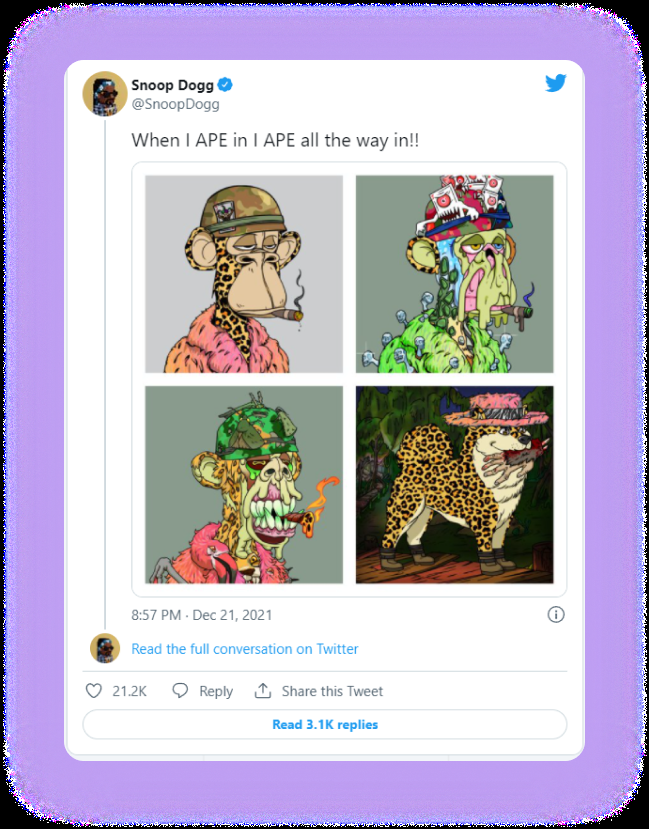 Snoop Dogg
@SnoopDogg
When I APE in I APE all the way in!!
8:57 PM · Dec 21, 2021
Read the full conversation on Twitter
21.2K Reply Share this Tweet
Read 3.1K replies